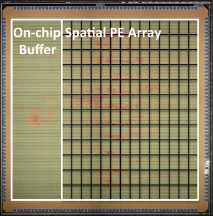 On-chip Spatial PE Array
Buffer